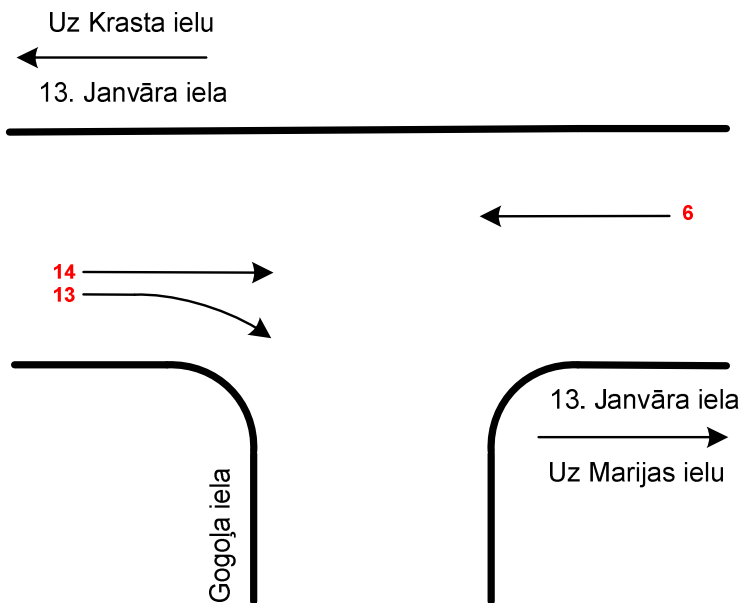 Uz Krasta ielu
13. Janvāra iela
6
14
13
13. Janvāra iela
Uz Marijas ielu
Gogoļa iela